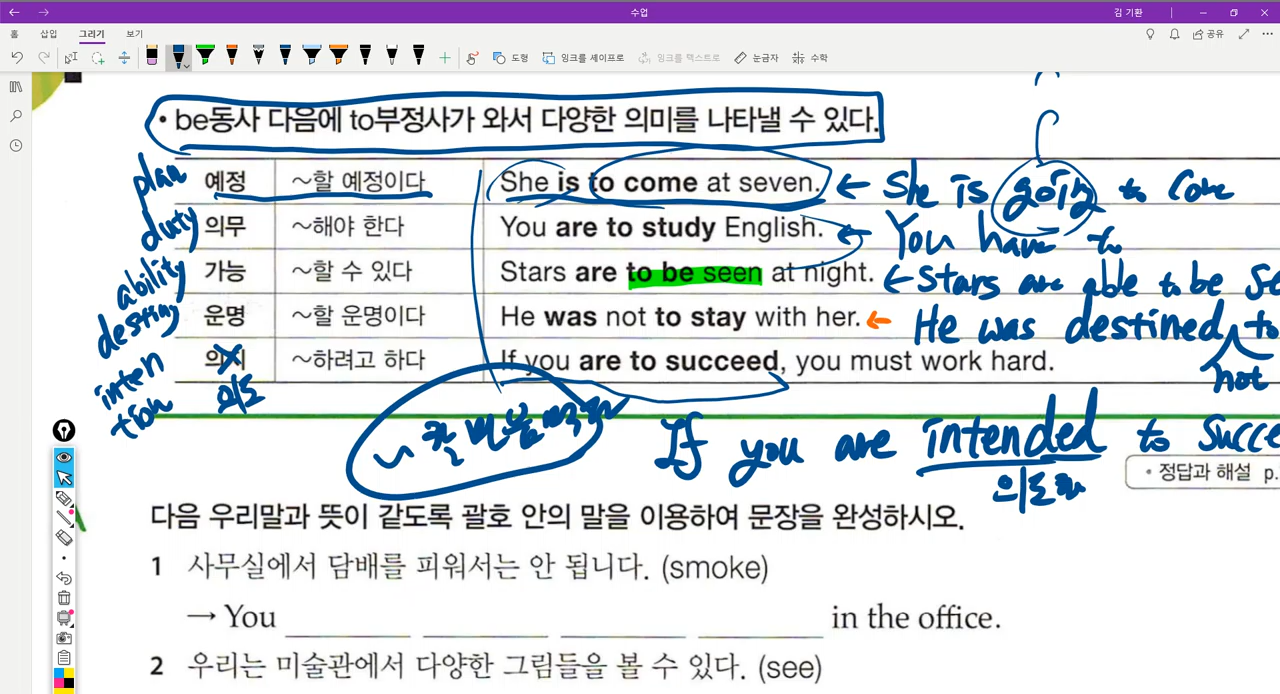 수업
김 기환
홈 삽입 그리기 보기
공유
도형 잉크를 셰이프로 잉크를 텍스트로 눈금자 수학
• be동사 다음에 to부정사가 와서 다양한 의미를 나타낼 수 있다.
plan 예정 ~할 예정이다 She is to come at seven. ← She is going to come
duty 의무 ~해야 한다 You are to study English. ← You have to
ability 가능 ~할 수 있다 Stars are to be seen at night. ← Stars are able to be se
destiny 운명 ~할 운명이다 He was not to stay with her. ← He was destined to
not
intention 의지 ~하려고 하다 If you are to succeed, you must work hard.
의도
If you are intended to succe
의도된
• 정답과 해설 p.
다음 우리말과 뜻이 같도록 괄호 안의 말을 이용하여 문장을 완성하시오.
1 사무실에서 담배를 피워서는 안 됩니다. (smoke)
→ You ____ ____ ____ ____ in the office.
2 우리는 미술관에서 다양한 그림들을 볼 수 있다. (see)